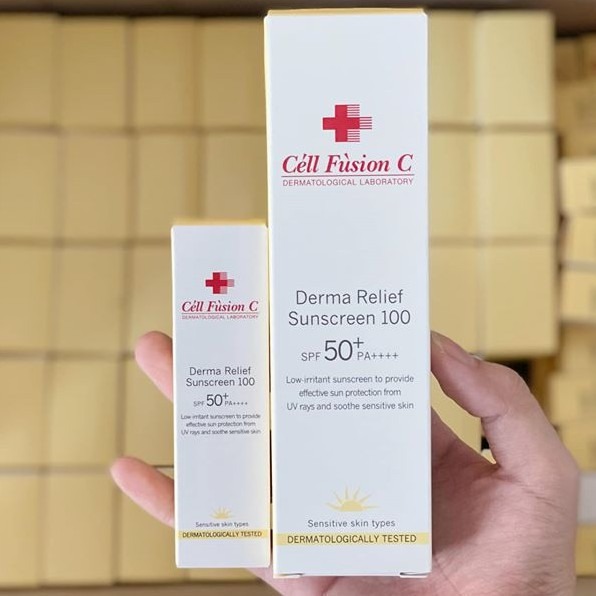 Céll Fùsion C
DERMATOLOGICAL LABORATORY
Derma Relief
Sunscreen 100
SPF 50+ PA++++
Low-irritant sunscreen to provide
effective sun protection from
UV rays and soothe sensitive skin
Sensitive skin types
DERMATOLOGICALLY TESTED
Céll Fùsion C
DERMATOLOGICAL LABORATORY
Derma Relief
Sunscreen 100
SPF 50+ PA++++
Low-irritant sunscreen to provide
effective sun protection from
UV rays and soothe sensitive skin
Sensitive skin types
DERMATOLOGICALLY TESTED